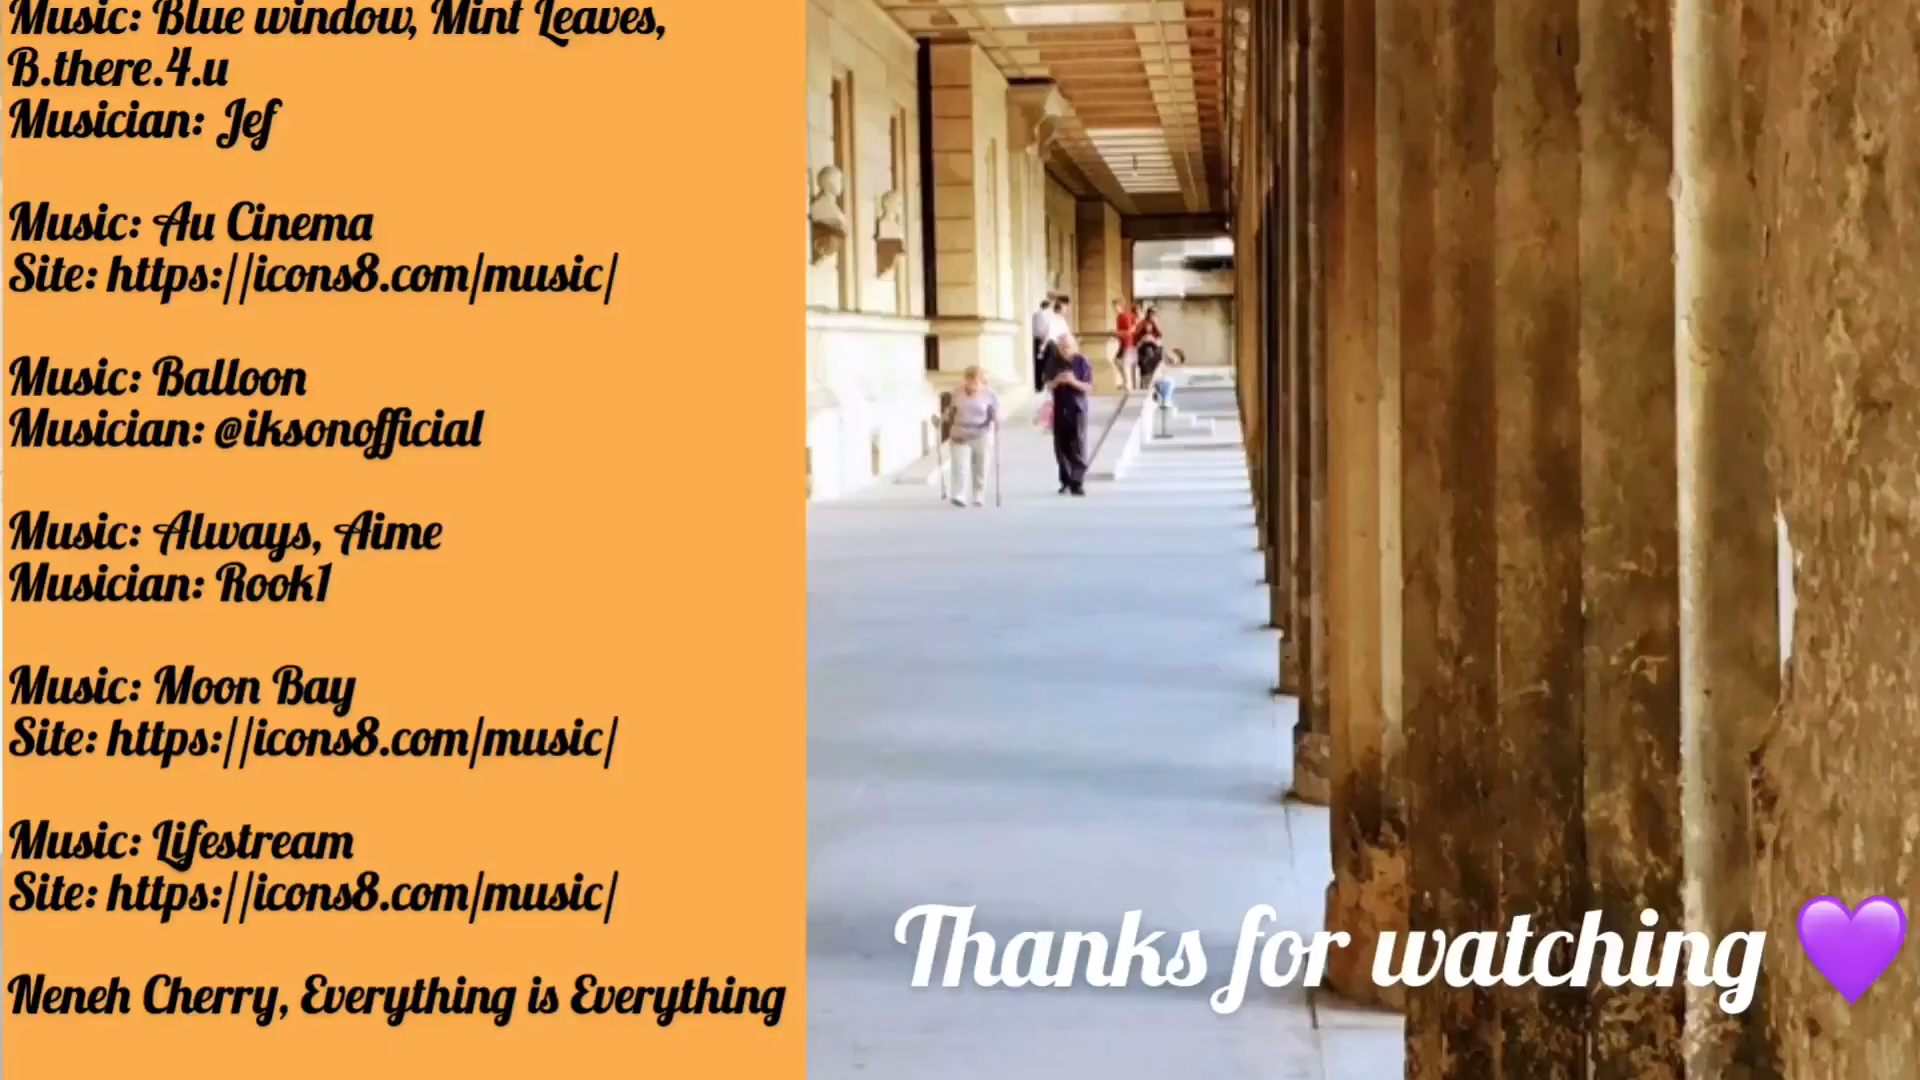 Music: Blue window, Mint Leaves,
B.there.4.u
Musician: Jef
Music: Au Cinema
Site: https://icons8.com/music/
Music: Balloon
Musician: @iksonofficial
Music: Always, Aime
Musician: Rook1
Music: Moon Bay
Site: https://icons8.com/music/
Music: Lifestream
Site: https://icons8.com/music/
Neneh Cherry, Everything is Everything
Thanks for watching 💜